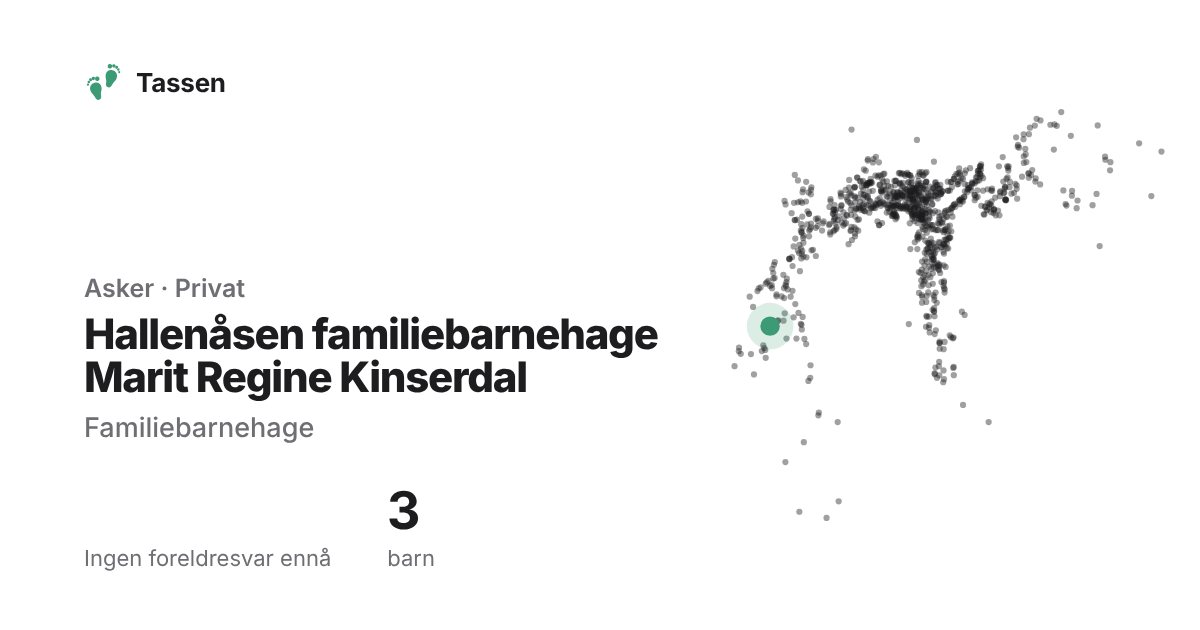 Tassen
Asker · Privat
Hallenåsen familiebarnehage
Marit Regine Kinserdal
Familiebarnehage
3
Ingen foreldresvar ennå
barn